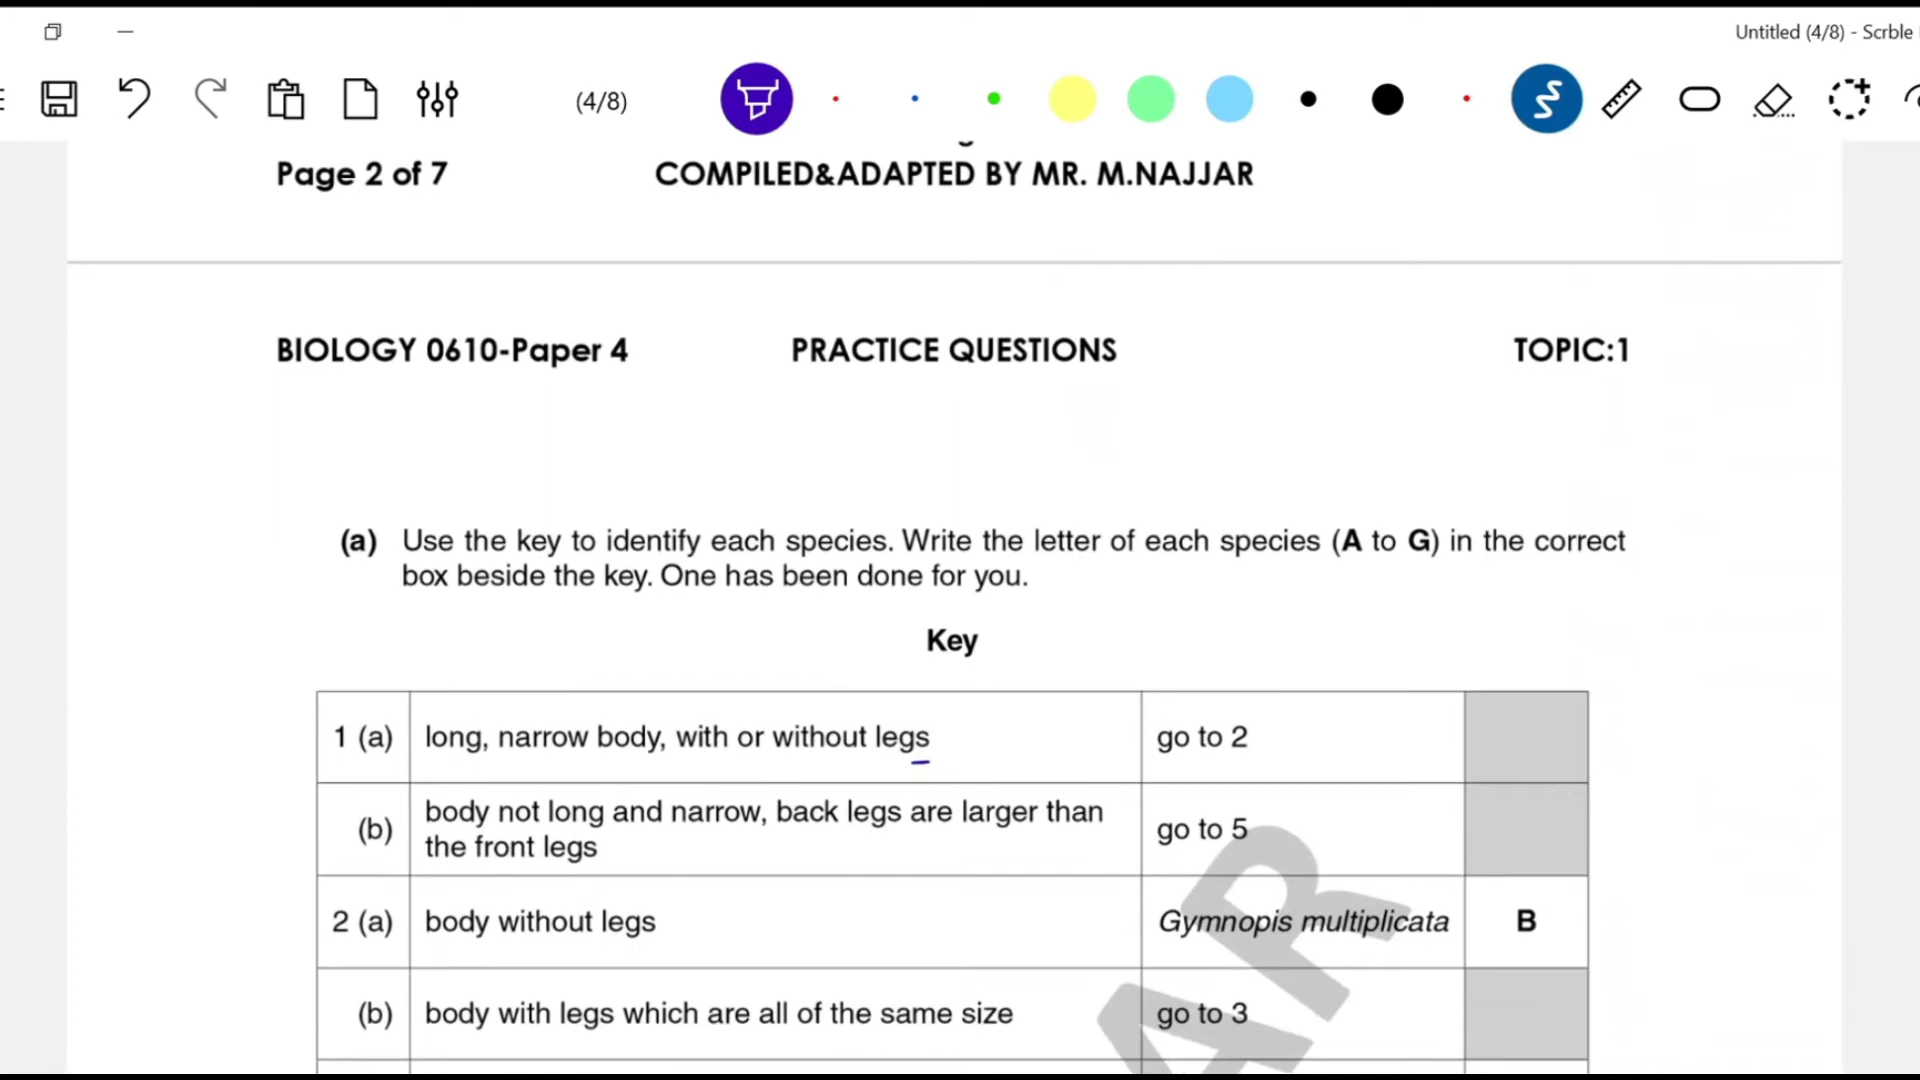 Untitled (4/8) - Scrble
(4/8)
Page 2 of 7 COMPILED&ADAPTED BY MR. M.NAJJAR
BIOLOGY 0610-Paper 4 PRACTICE QUESTIONS TOPIC:1
(a) Use the key to identify each species. Write the letter of each species (A to G) in the correct
box beside the key. One has been done for you.
Key
1 (a) long, narrow body, with or without legs go to 2
(b) body not long and narrow, back legs are larger than
the front legs go to 5
2 (a) body without legs Gymnopis multiplicata B
(b) body with legs which are all of the same size go to 3
AR